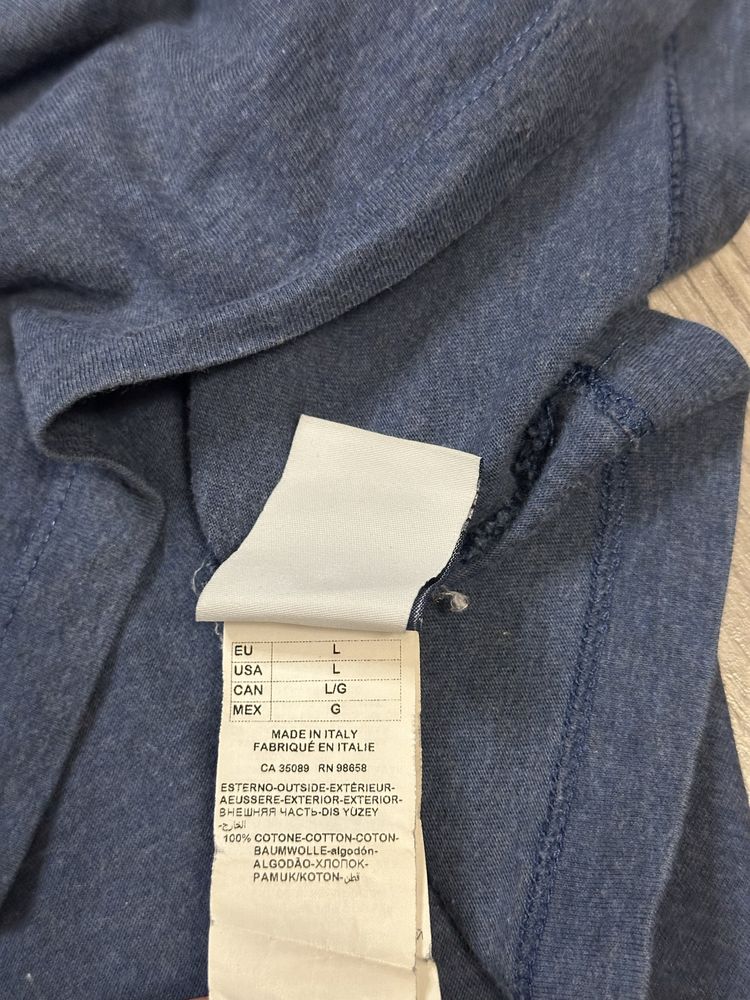 EU L
USA L
CAN L/G
MEX G
MADE IN ITALY
FABRIQUÉ EN ITALIE
CA 35089 RN 98658
ESTERNO-OUTSIDE-EXTÉRIEUR-
AEUSSERE-EXTERIOR-EXTERIOR-
ВНЕШНЯЯ ЧАСТЬ-DIS YÜZEY
-الخارج
100% COTONE-COTTON-COTON-
BAUMWOLLE-algodón-
ALGODÃO-ХЛОПОК-
PAMUK/KOTON-قطن